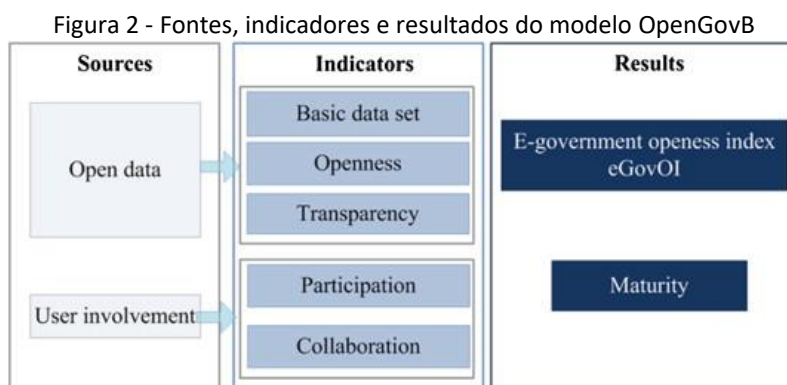 Figura 2 - Fontes, indicadores e resultados do modelo OpenGovB
Sources
Open data
User involvement
Indicators
Basic data set
Openness
Transparency
Participation
Collaboration
Results
E-government openess index
eGovOI
Maturity